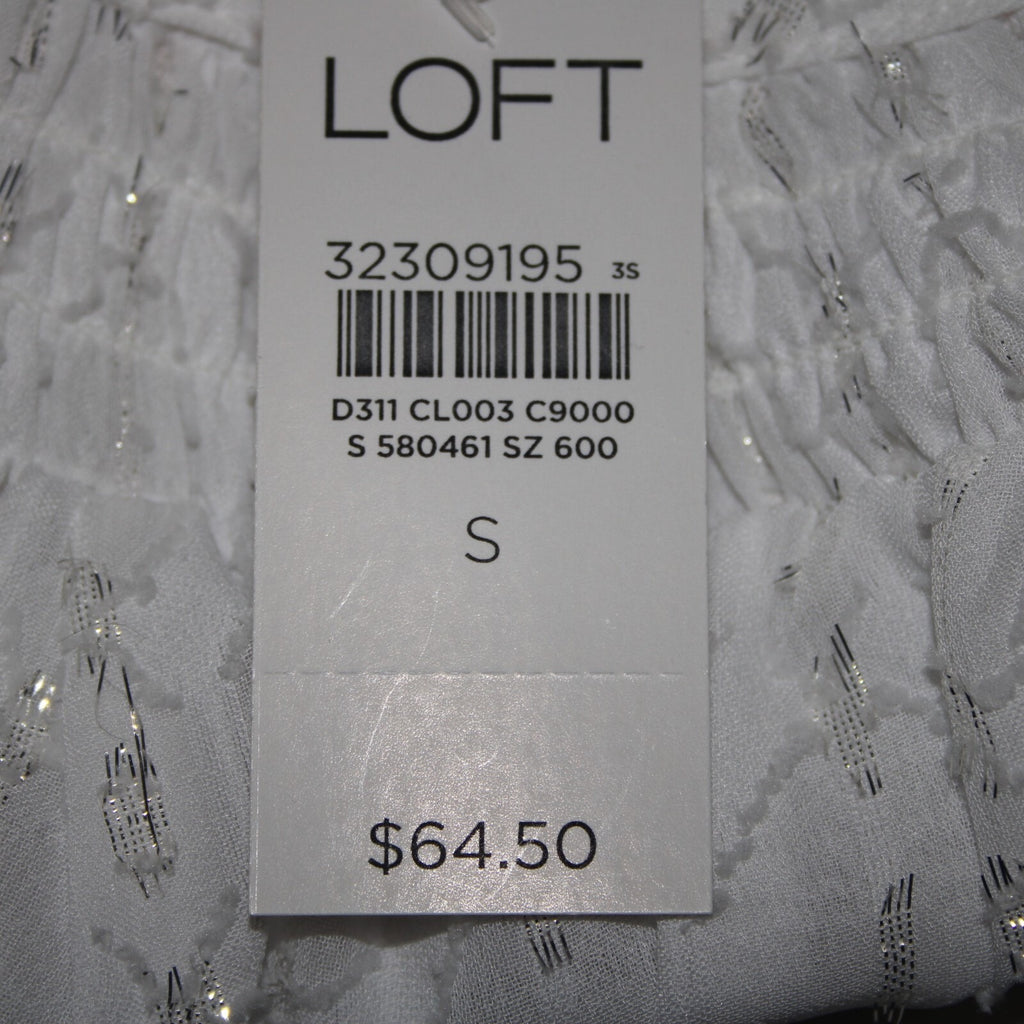 LOFT
32309195 3S
D311 CL003 C9000
S 580461 SZ 600
S
$64.50